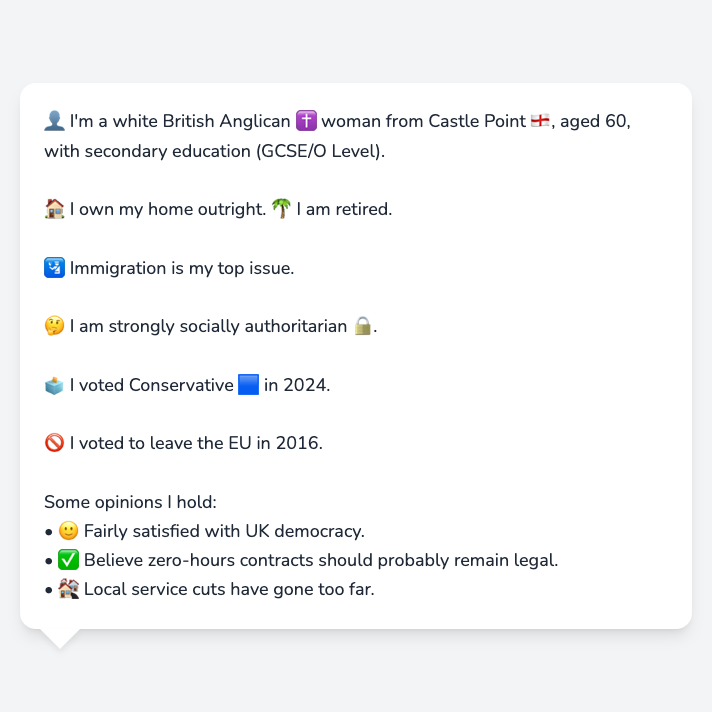 👤 I'm a white British Anglican ✝️ woman from Castle Point 🏴󠁧󠁢󠁥󠁮󠁧󠁿, aged 60,
with secondary education (GCSE/O Level).
🏠 I own my home outright. 🌴 I am retired.
🛂 Immigration is my top issue.
🤔 I am strongly socially authoritarian 🔒.
🗳️ I voted Conservative 🟦 in 2024.
🚫 I voted to leave the EU in 2016.
Some opinions I hold:
• 🙂 Fairly satisfied with UK democracy.
• ✅ Believe zero-hours contracts should probably remain legal.
• 🏘️ Local service cuts have gone too far.